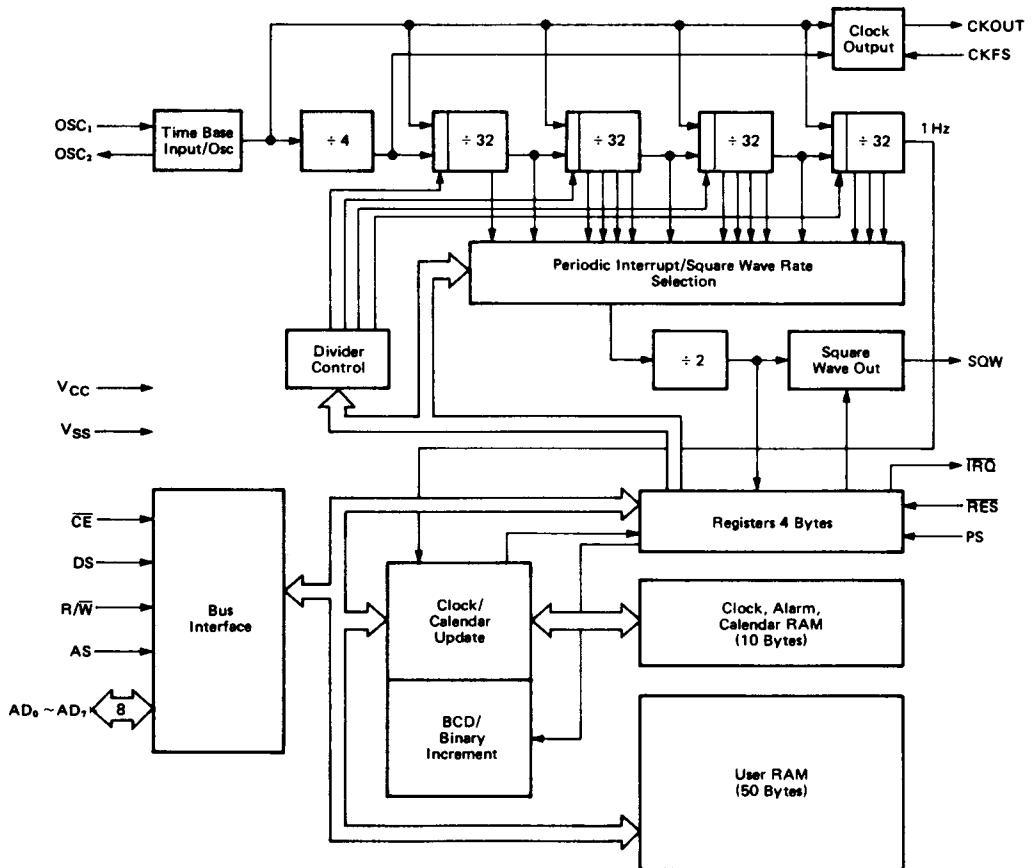 Clock
Output
CKOUT
CKFS
OSC₁
OSC₂
Time Base
Input/Osc
÷ 4
÷ 32
÷ 32
÷ 32
÷ 32
1 Hz
Periodic Interrupt/Square Wave Rate
Selection
Divider
Control
÷ 2
Square
Wave Out
SQW
V_CC
V_SS
I̅R̅Q̅
R̅E̅S̅
PS
Registers 4 Bytes
C̅E̅
DS
R/W̅
AS
AD₀ ~ AD₇
8
Bus
Interface
Clock/
Calendar
Update
Clock, Alarm,
Calendar RAM
(10 Bytes)
BCD/
Binary
Increment
User RAM
(50 Bytes)